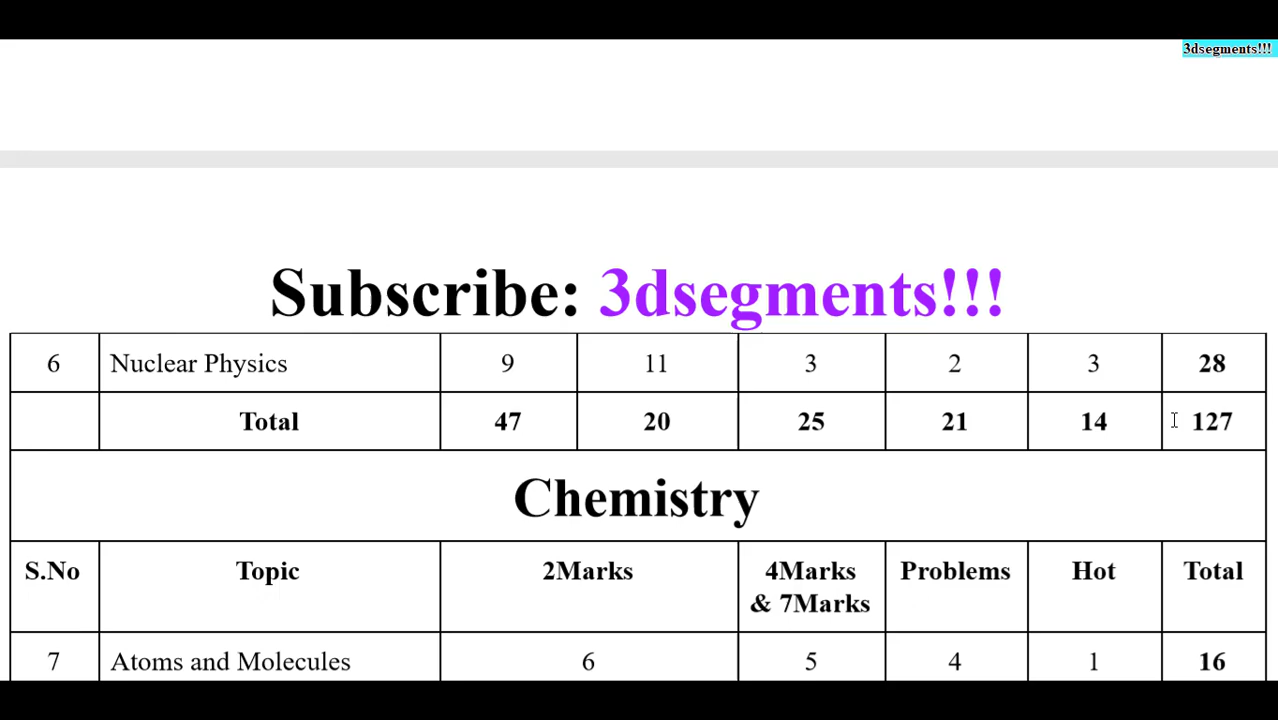 3dsegments!!!
Subscribe: 3dsegments!!!
6 Nuclear Physics 9 11 3 2 3 28
Total 47 20 25 21 14 127
Chemistry
S.No Topic 2Marks 4Marks & 7Marks Problems Hot Total
7 Atoms and Molecules 6 5 4 1 16